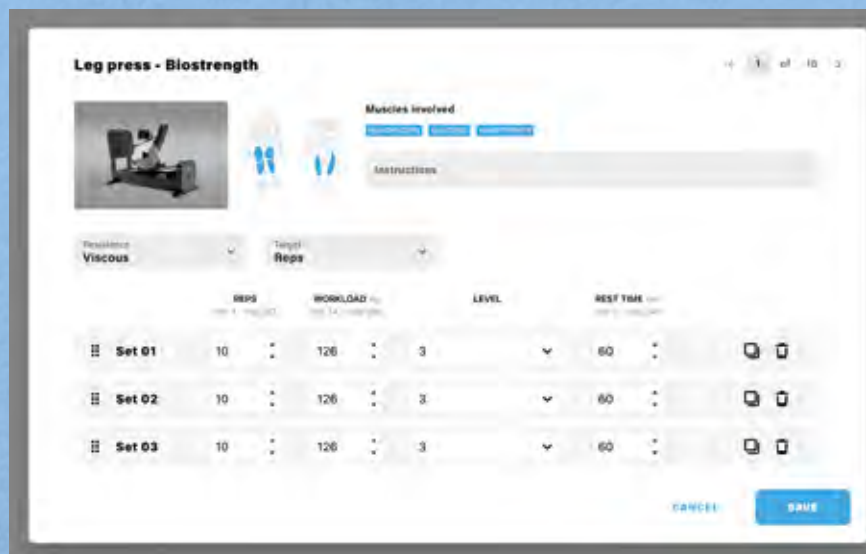 Leg press - Biostrength
1 of 10
Muscles involved
Instructions
Resistance
Viscous
Target
Reps
REPS WORKLOAD LEVEL REST TIME
Set 01 10 126 3 60
Set 02 10 126 3 60
Set 03 10 126 3 60
CANCEL SAVE